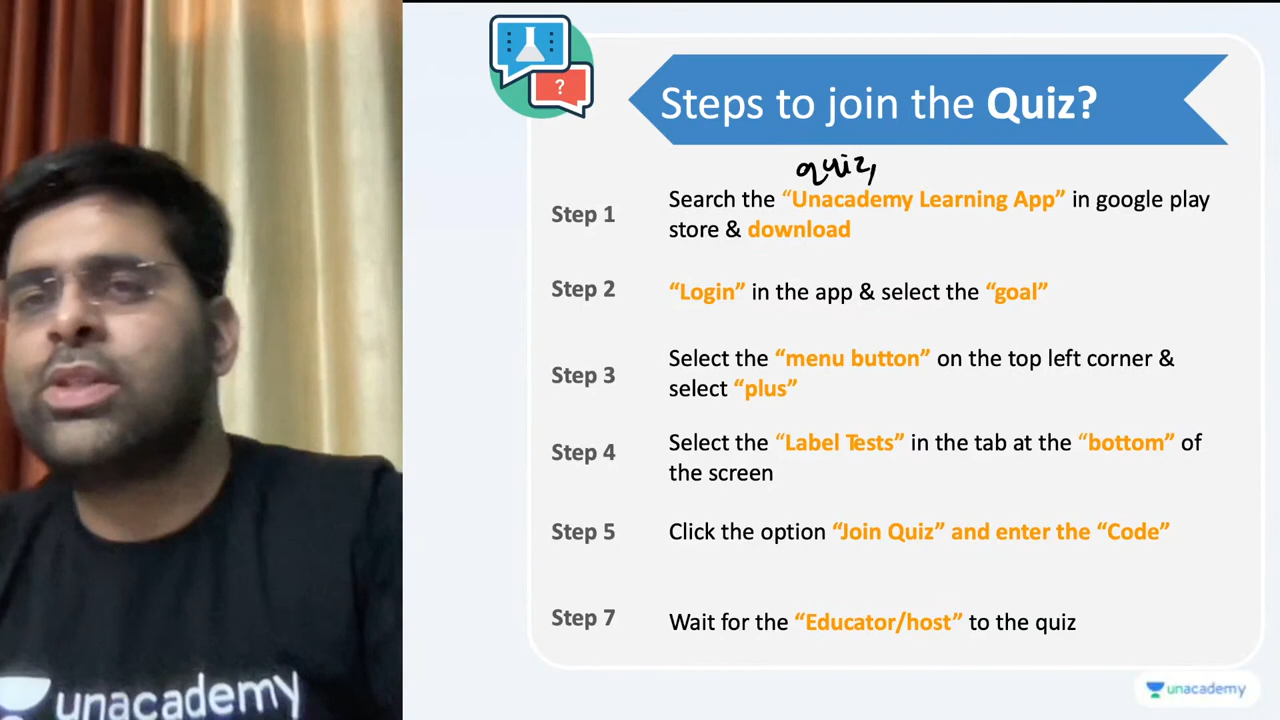 ?
Steps to join the Quiz?
quiz,
Step 1
Search the “Unacademy Learning App” in google play
store & download
Step 2
“Login” in the app & select the “goal”
Step 3
Select the “menu button” on the top left corner &
select “plus”
Step 4
Select the “Label Tests” in the tab at the “bottom” of
the screen
Step 5
Click the option “Join Quiz” and enter the “Code”
Step 7
Wait for the “Educator/host” to the quiz
unacademy
unacademy